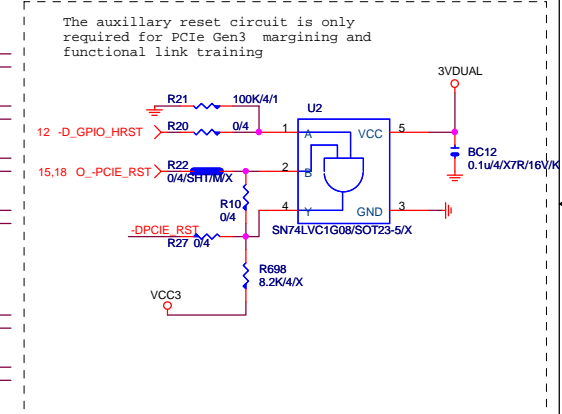 The auxillary reset circuit is only
required for PCIe Gen3 margining and
functional link training
3VDUAL
R21 100K/4/1
U2
12 -D_GPIO_HRST
R20 0/4
1 A VCC 5
BC12
0.1u/4/X7R/16V/K
15,18 O_-PCIE_RST
R22
0/4/SHT/M/X
2 B
R10
0/4
4 Y GND 3
SN74LVC1G08/SOT23-5/X
-DPCIE_RST
R27 0/4
R698
8.2K/4/X
VCC3